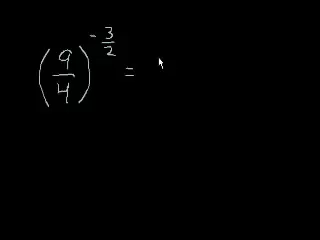 (9/4)^(-3/2) =